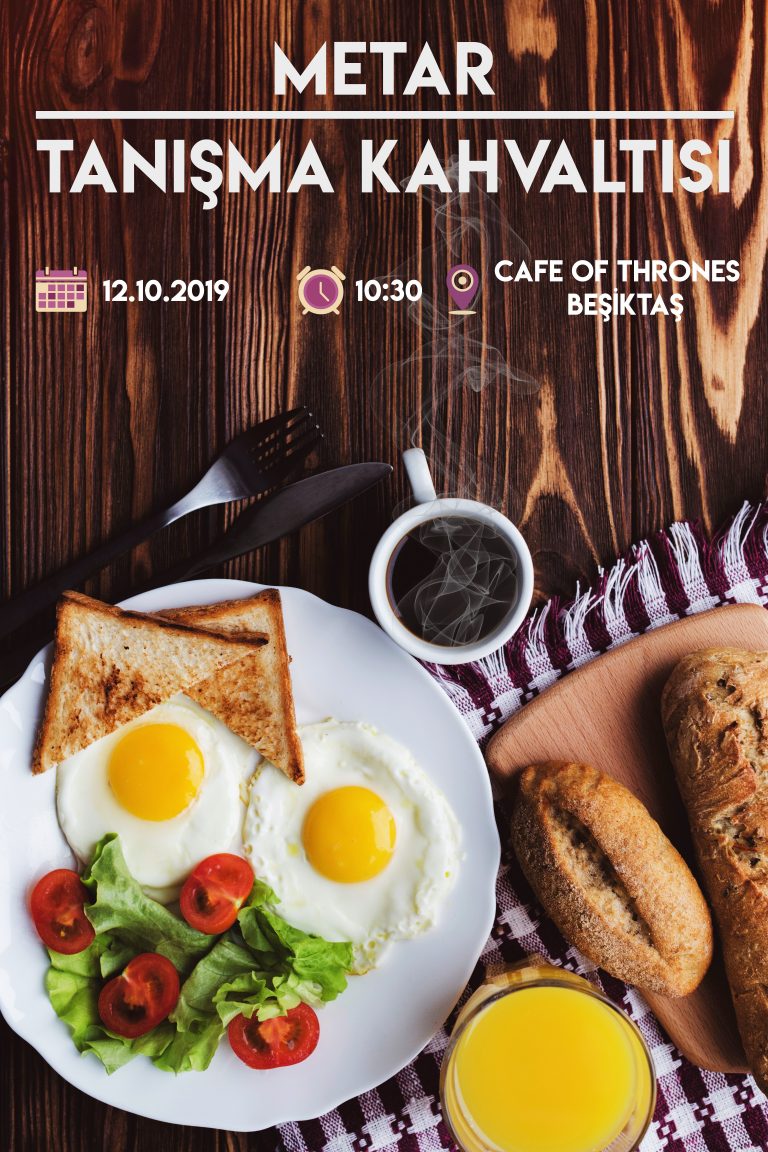 METAR
TANIŞMA KAHVALTISI
12.10.2019
10:30
CAFE OF THRONES
BEŞİKTAŞ